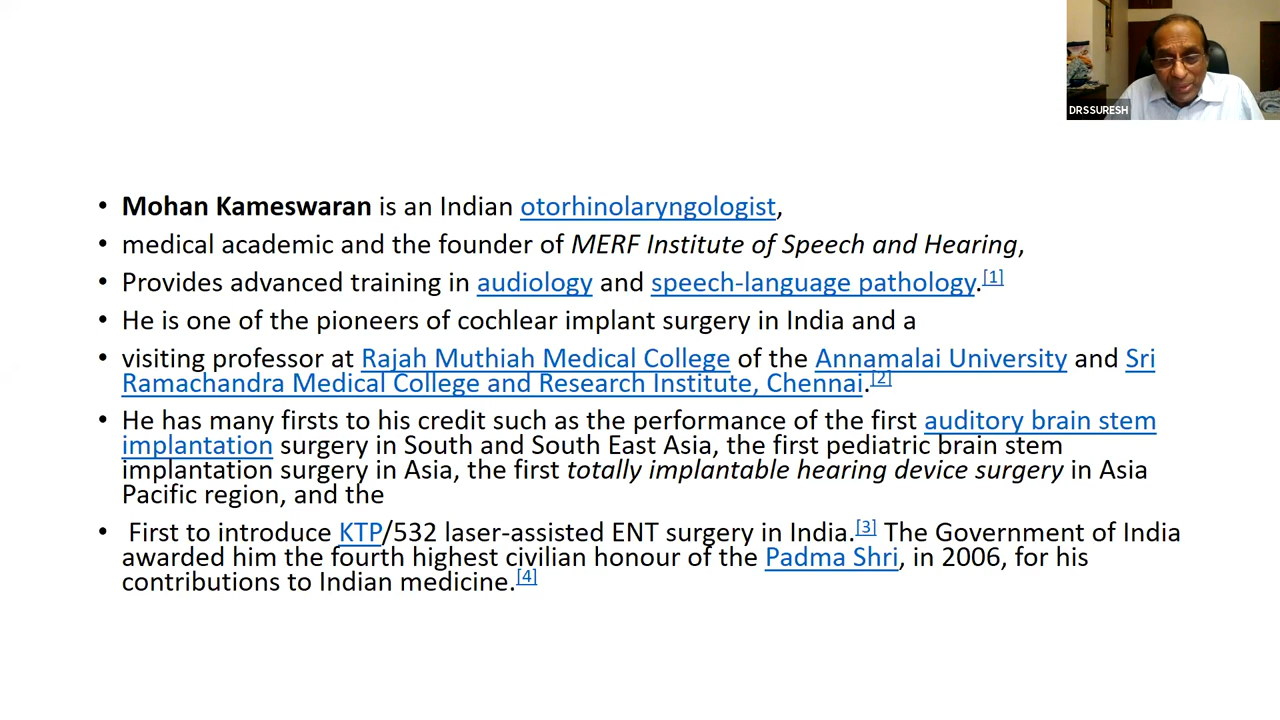 DRSSURESH
• Mohan Kameswaran is an Indian otorhinolaryngologist,
• medical academic and the founder of MERF Institute of Speech and Hearing,
• Provides advanced training in audiology and speech-language pathology.[1]
• He is one of the pioneers of cochlear implant surgery in India and a
• visiting professor at Rajah Muthiah Medical College of the Annamalai University and Sri
Ramachandra Medical College and Research Institute, Chennai.[2]
• He has many firsts to his credit such as the performance of the first auditory brain stem
implantation surgery in South and South East Asia, the first pediatric brain stem
implantation surgery in Asia, the first totally implantable hearing device surgery in Asia
Pacific region, and the
• First to introduce KTP/532 laser-assisted ENT surgery in India.[3] The Government of India
awarded him the fourth highest civilian honour of the Padma Shri, in 2006, for his
contributions to Indian medicine.[4]